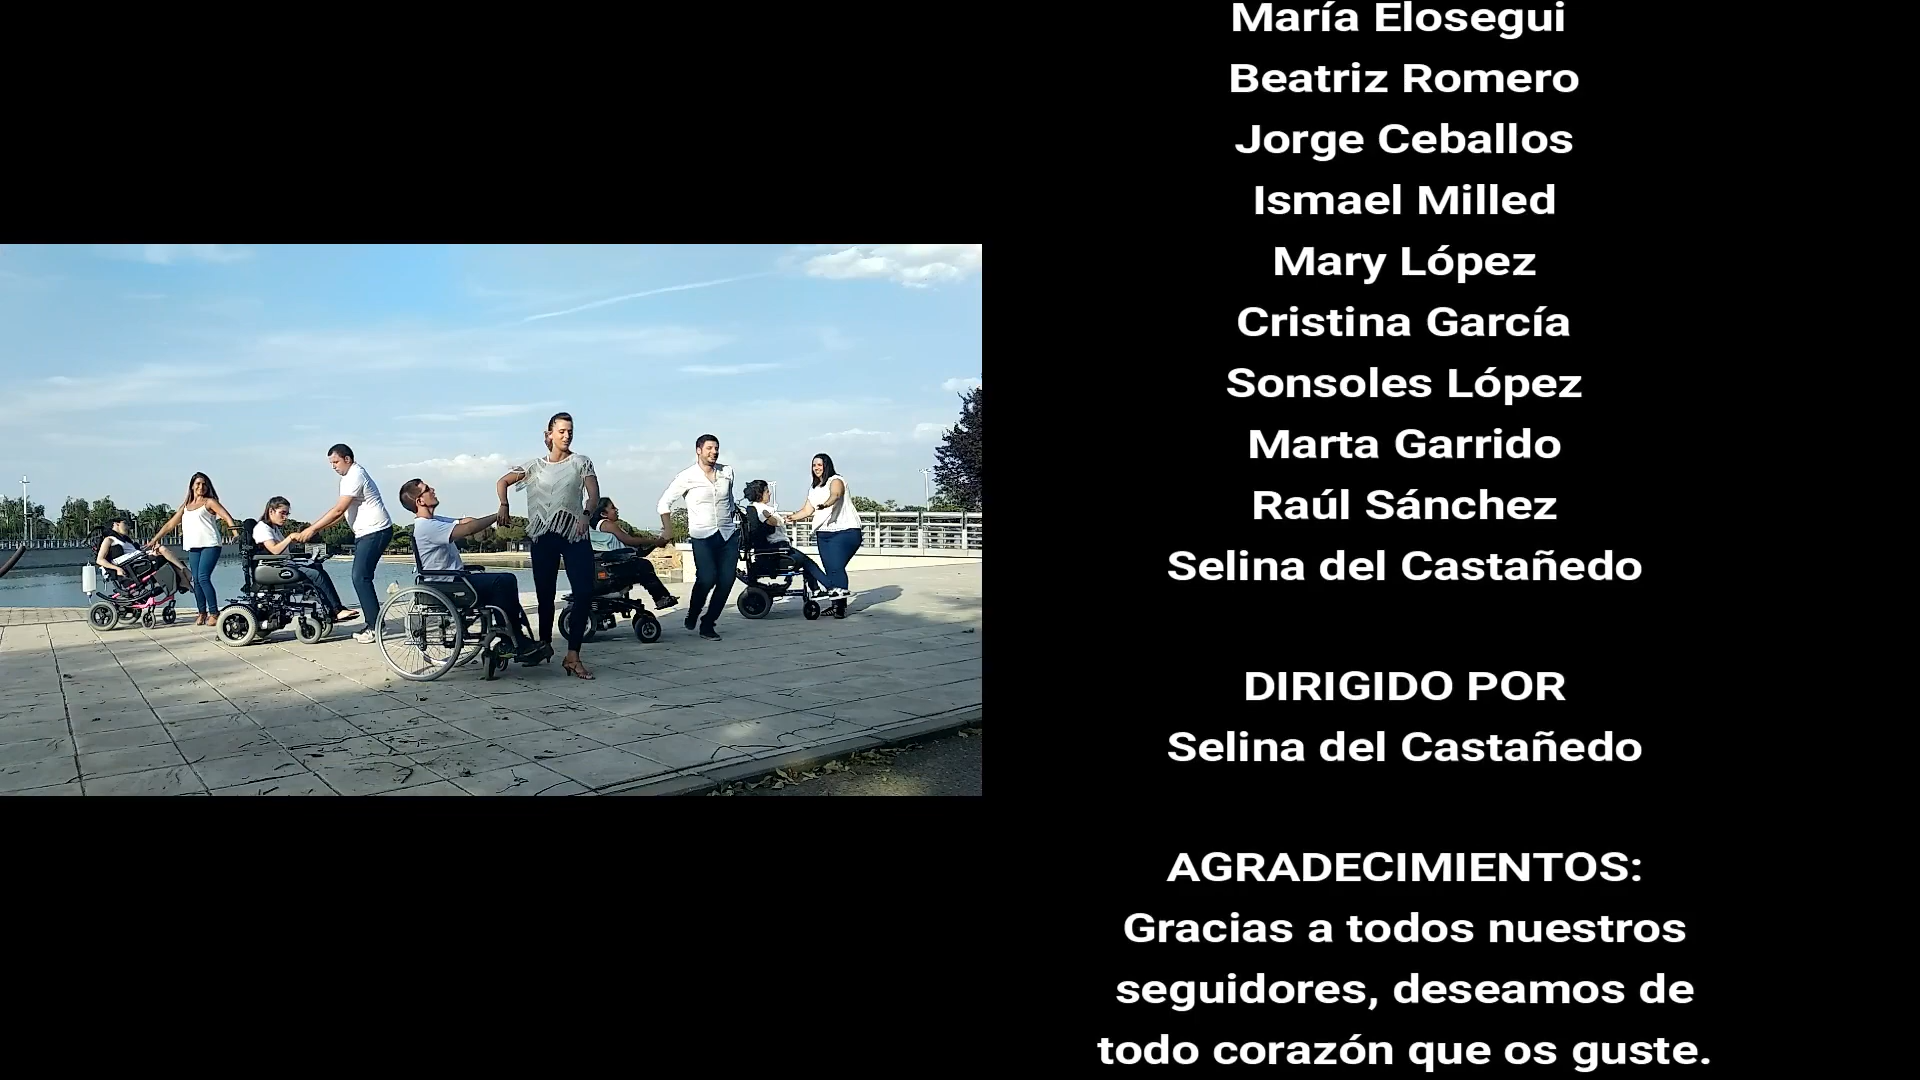 María Elosegui
Beatriz Romero
Jorge Ceballos
Ismael Milled
Mary López
Cristina García
Sonsoles López
Marta Garrido
Raúl Sánchez
Selina del Castañedo
DIRIGIDO POR
Selina del Castañedo
AGRADECIMIENTOS:
Gracias a todos nuestros
seguidores, deseamos de
todo corazón que os guste.